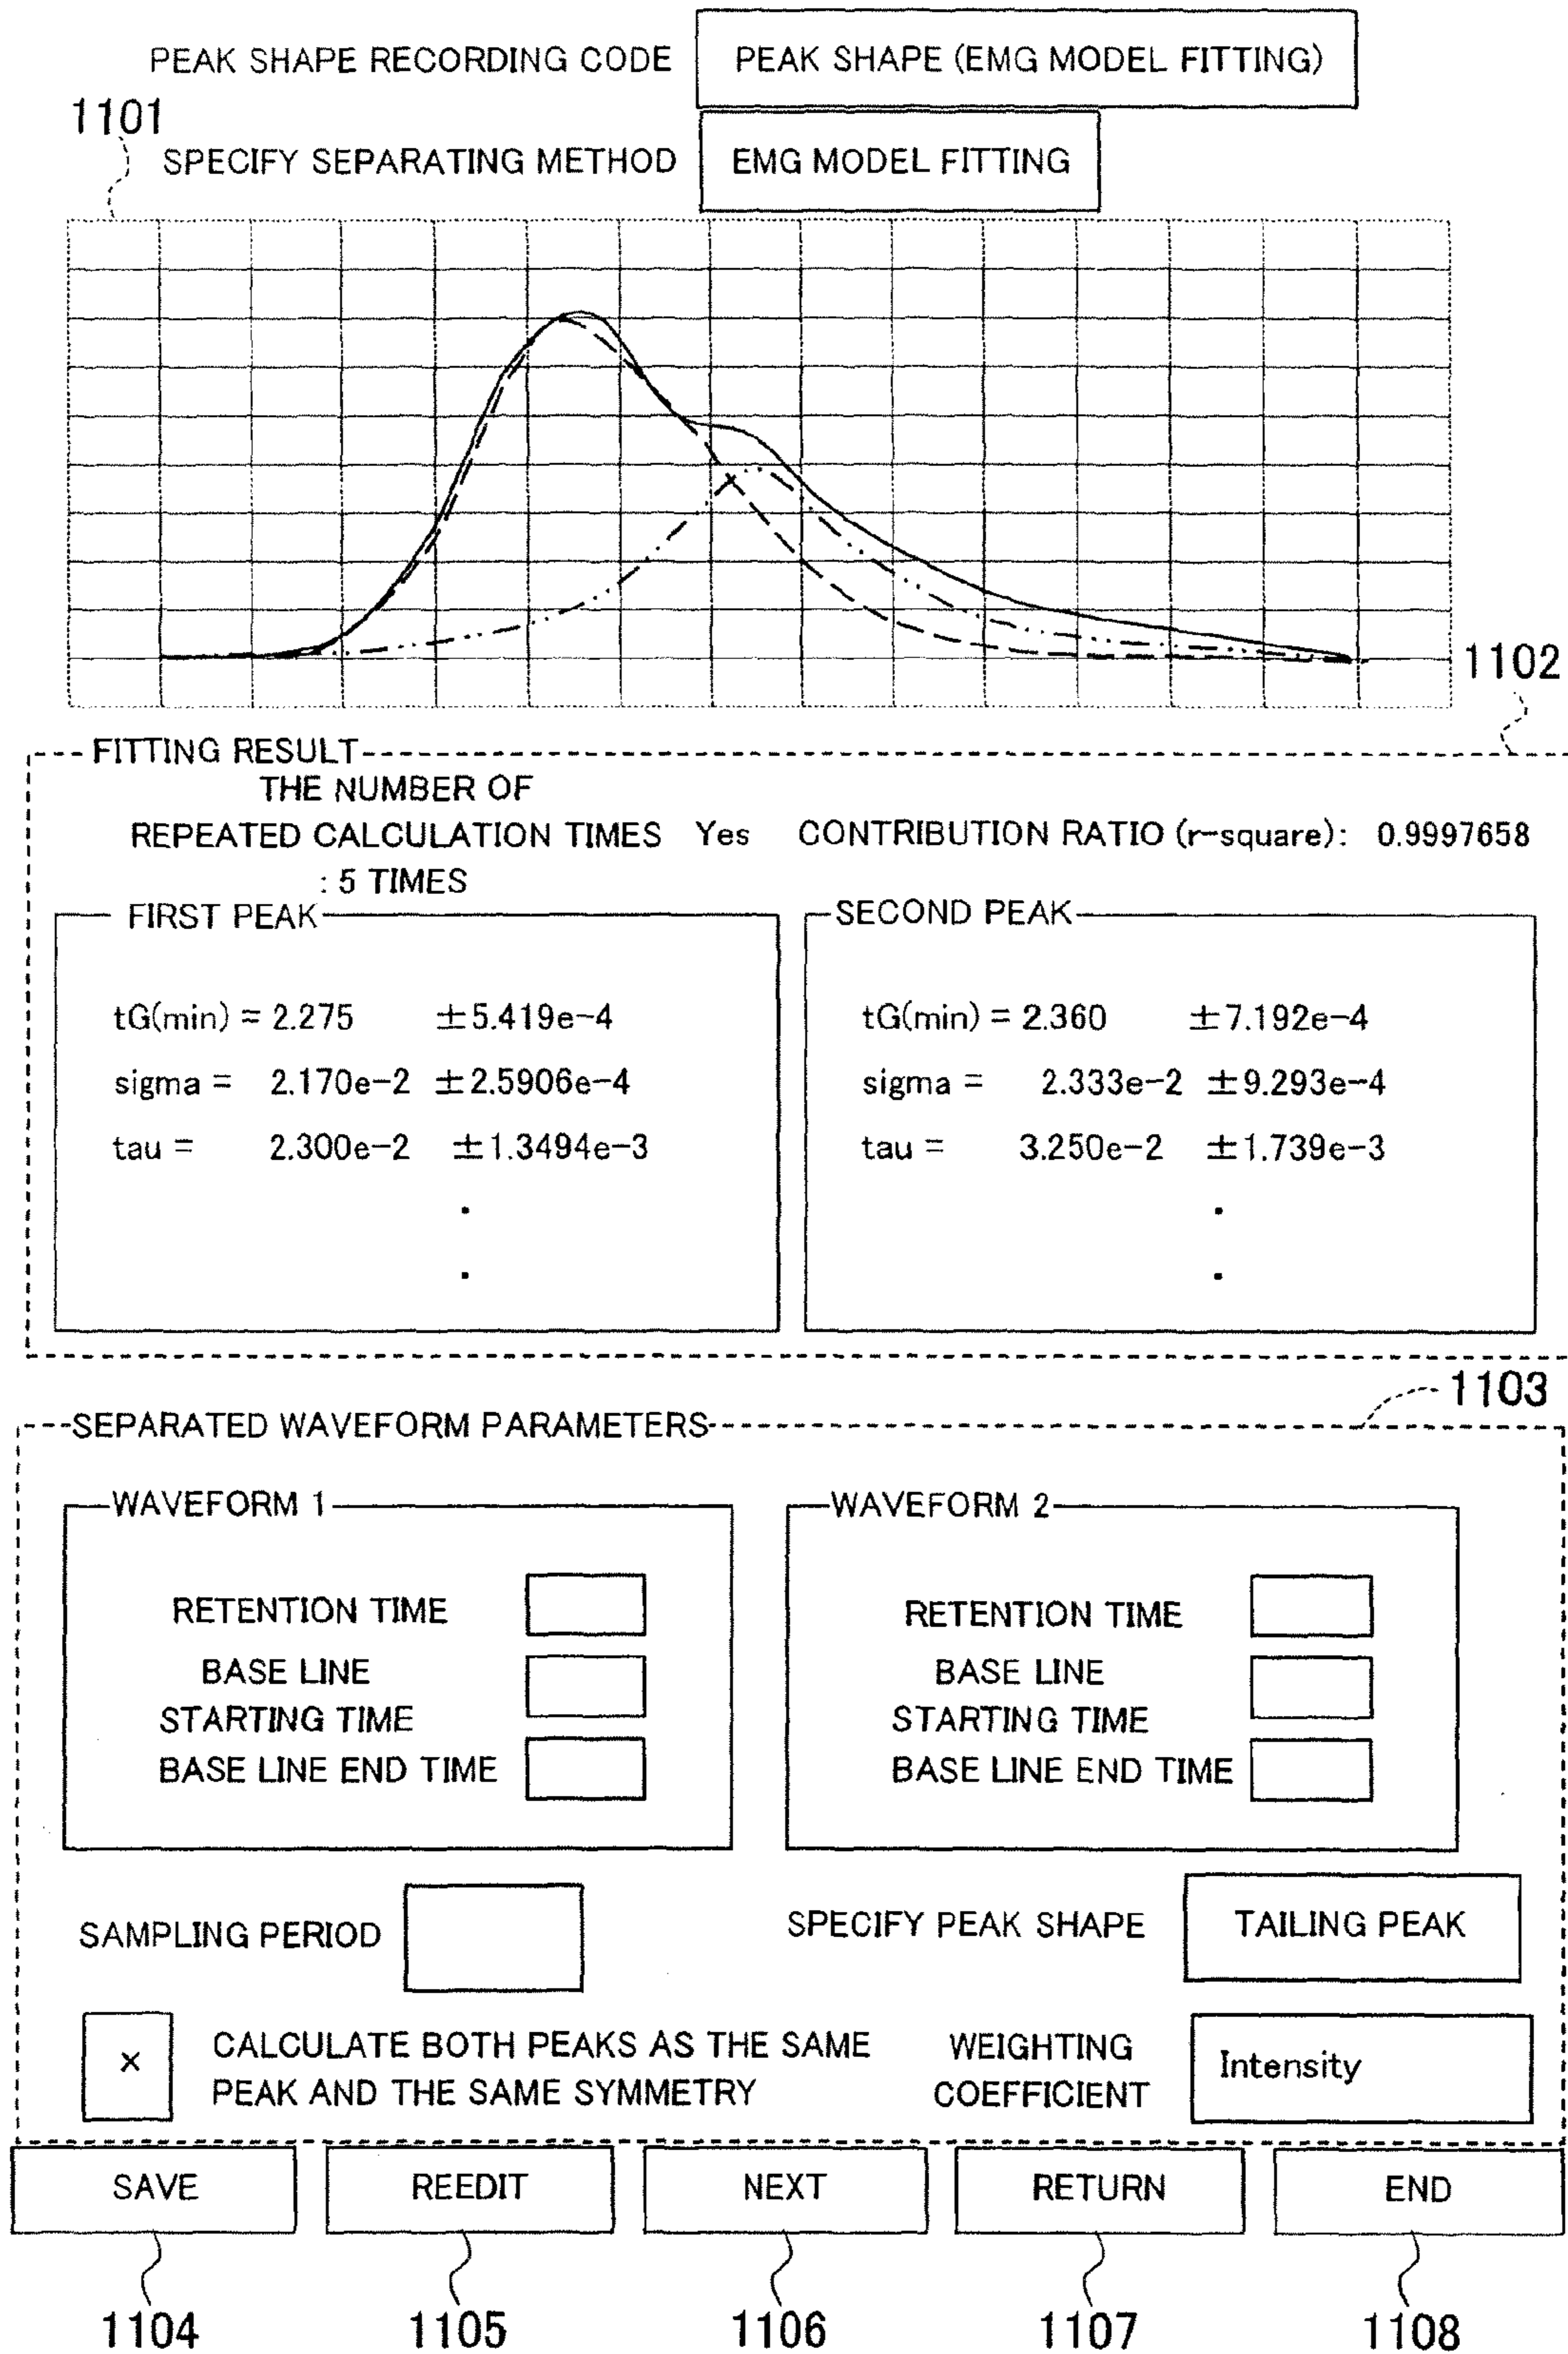 PEAK SHAPE RECORDING CODE PEAK SHAPE (EMG MODEL FITTING)
1101
SPECIFY SEPARATING METHOD EMG MODEL FITTING
1102
FITTING RESULT
THE NUMBER OF
REPEATED CALCULATION TIMES Yes CONTRIBUTION RATIO (r-square): 0.9997658
: 5 TIMES
FIRST PEAK
tG(min) = 2.275 ±5.419e-4
sigma = 2.170e-2 ±2.5906e-4
tau = 2.300e-2 ±1.3494e-3
.
.
SECOND PEAK
tG(min) = 2.360 ±7.192e-4
sigma = 2.333e-2 ±9.293e-4
tau = 3.250e-2 ±1.739e-3
.
.
1103
SEPARATED WAVEFORM PARAMETERS
WAVEFORM 1
RETENTION TIME
BASE LINE
STARTING TIME
BASE LINE END TIME
WAVEFORM 2
RETENTION TIME
BASE LINE
STARTING TIME
BASE LINE END TIME
SAMPLING PERIOD
SPECIFY PEAK SHAPE TAILING PEAK
× CALCULATE BOTH PEAKS AS THE SAME
PEAK AND THE SAME SYMMETRY
WEIGHTING
COEFFICIENT
Intensity
SAVE REEDIT NEXT RETURN END
1104 1105 1106 1107 1108